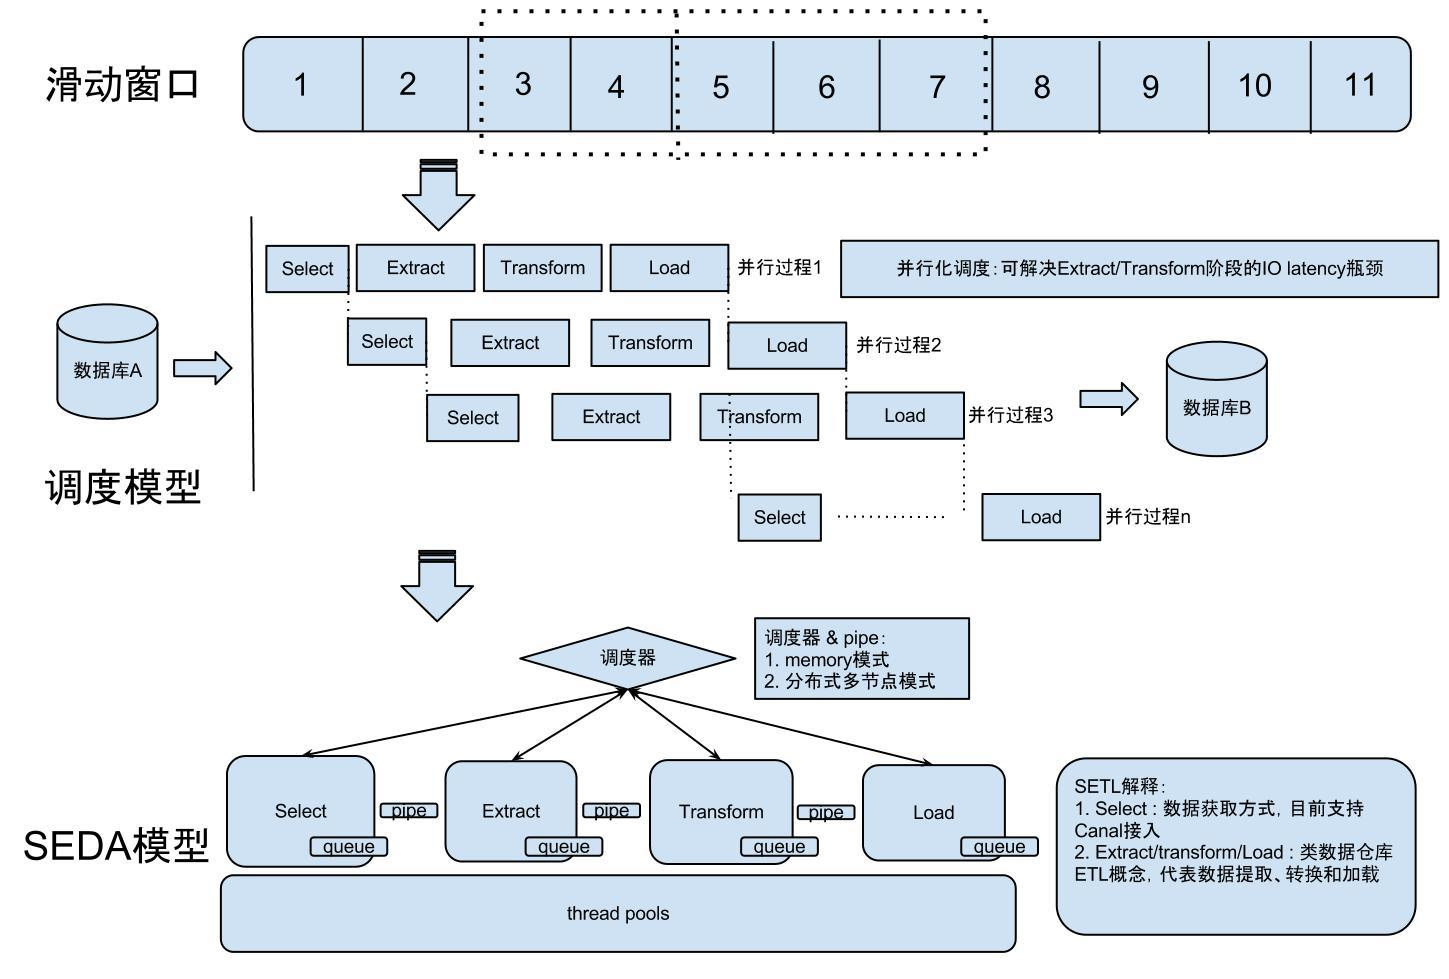 滑动窗口
1 2 3 4 5 6 7 8 9 10 11
Select Extract Transform Load 并行过程1
并行化调度：可解决Extract/Transform阶段的IO latency瓶颈
Select Extract Transform Load 并行过程2
数据库A
Select Extract Transform Load 并行过程3
数据库B
调度模型
Select Load 并行过程n
调度器
调度器 & pipe：
1. memory模式
2. 分布式多节点模式
SEDA模型
Select pipe Extract pipe Transform pipe Load
queue queue queue queue
thread pools
SETL解释：
1. Select : 数据获取方式，目前支持
Canal接入
2. Extract/transform/Load : 类数据仓库
ETL概念，代表数据提取、转换和加载